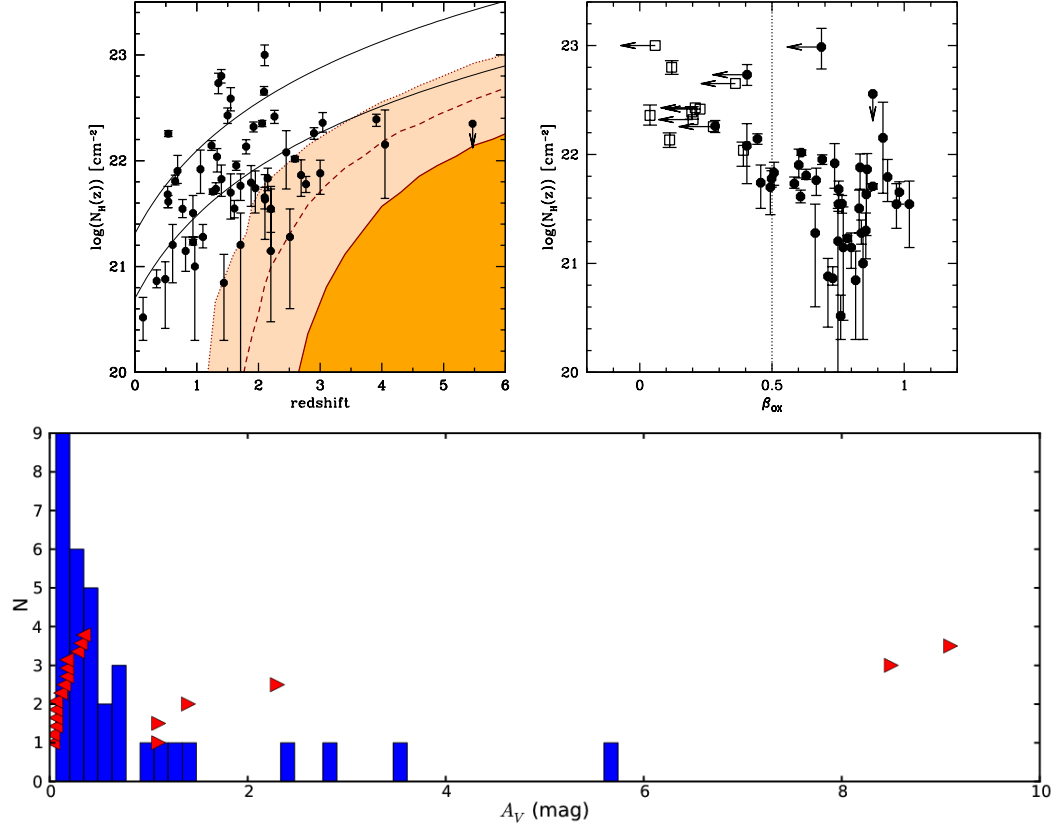 log(N_H(z)) [cm⁻²]
23
22
21
20
0 1 2 3 4 5 6
redshift
log(N_H(z)) [cm⁻²]
23
22
21
20
0 0.5 1
β_OX
N
9
8
7
6
5
4
3
2
1
0
0 2 4 6 8 10
A_V (mag)